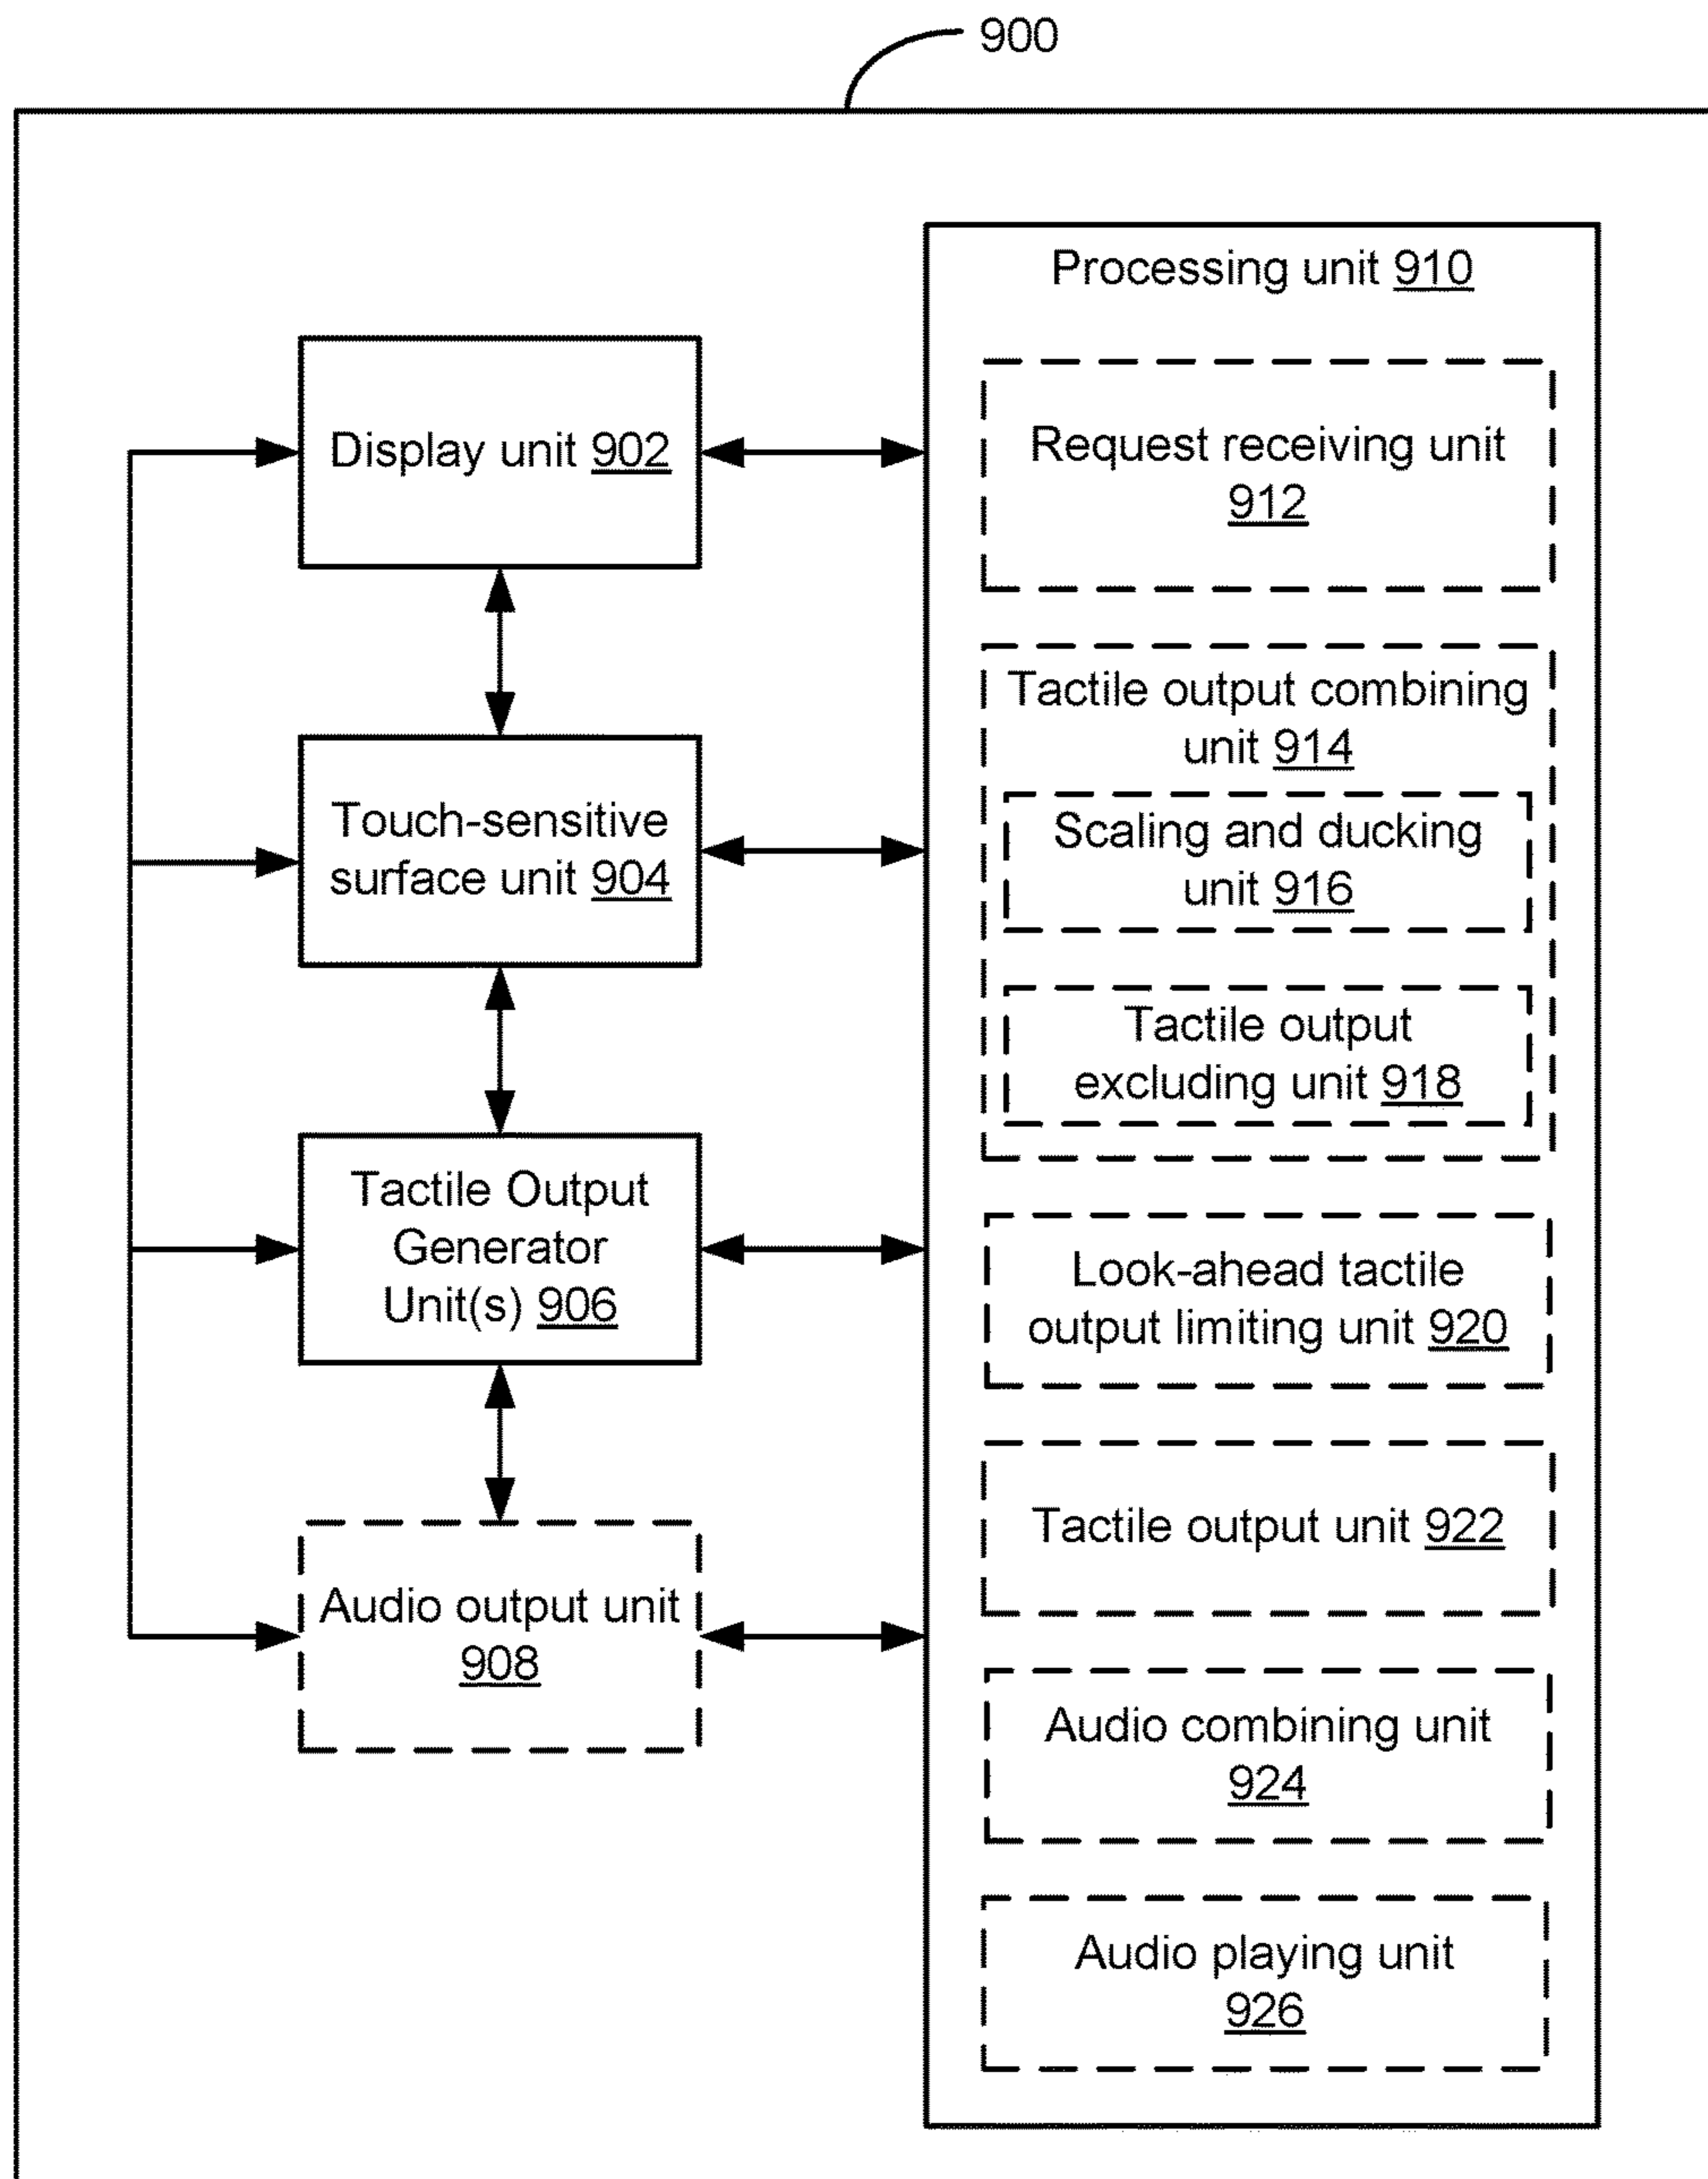 900
Processing unit 910
Display unit 902
Request receiving unit
912
Tactile output combining
unit 914
Scaling and ducking
unit 916
Touch-sensitive
surface unit 904
Tactile output
excluding unit 918
Tactile Output
Generator
Unit(s) 906
Look-ahead tactile
output limiting unit 920
Tactile output unit 922
Audio output unit
908
Audio combining unit
924
Audio playing unit
926